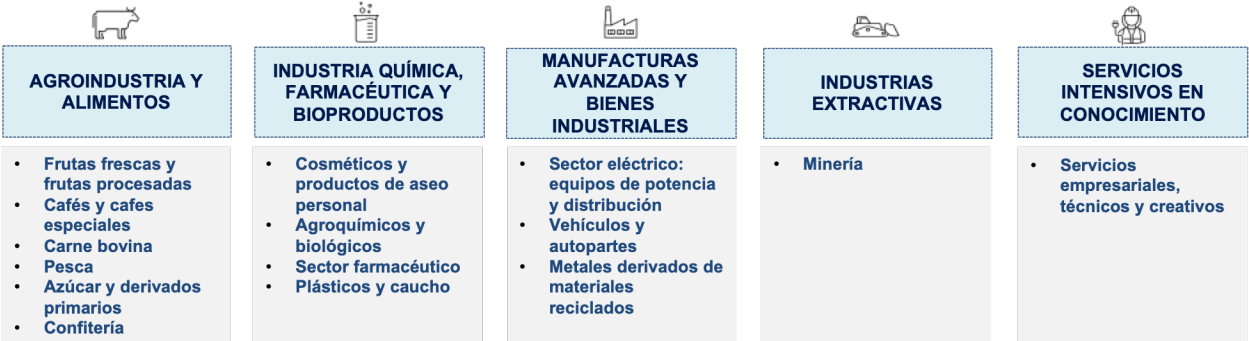 AGROINDUSTRIA Y
ALIMENTOS
• Frutas frescas y
frutas procesadas
• Cafés y cafes
especiales
• Carne bovina
• Pesca
• Azúcar y derivados
primarios
• Confitería
INDUSTRIA QUÍMICA,
FARMACÉUTICA Y
BIOPRODUCTOS
• Cosméticos y
productos de aseo
personal
• Agroquímicos y
biológicos
• Sector farmacéutico
• Plásticos y caucho
MANUFACTURAS
AVANZADAS Y
BIENES
INDUSTRIALES
• Sector eléctrico:
equipos de potencia
y distribución
• Vehículos y
autopartes
• Metales derivados de
materiales
reciclados
INDUSTRIAS
EXTRACTIVAS
• Minería
SERVICIOS
INTENSIVOS EN
CONOCIMIENTO
• Servicios
empresariales,
técnicos y creativos